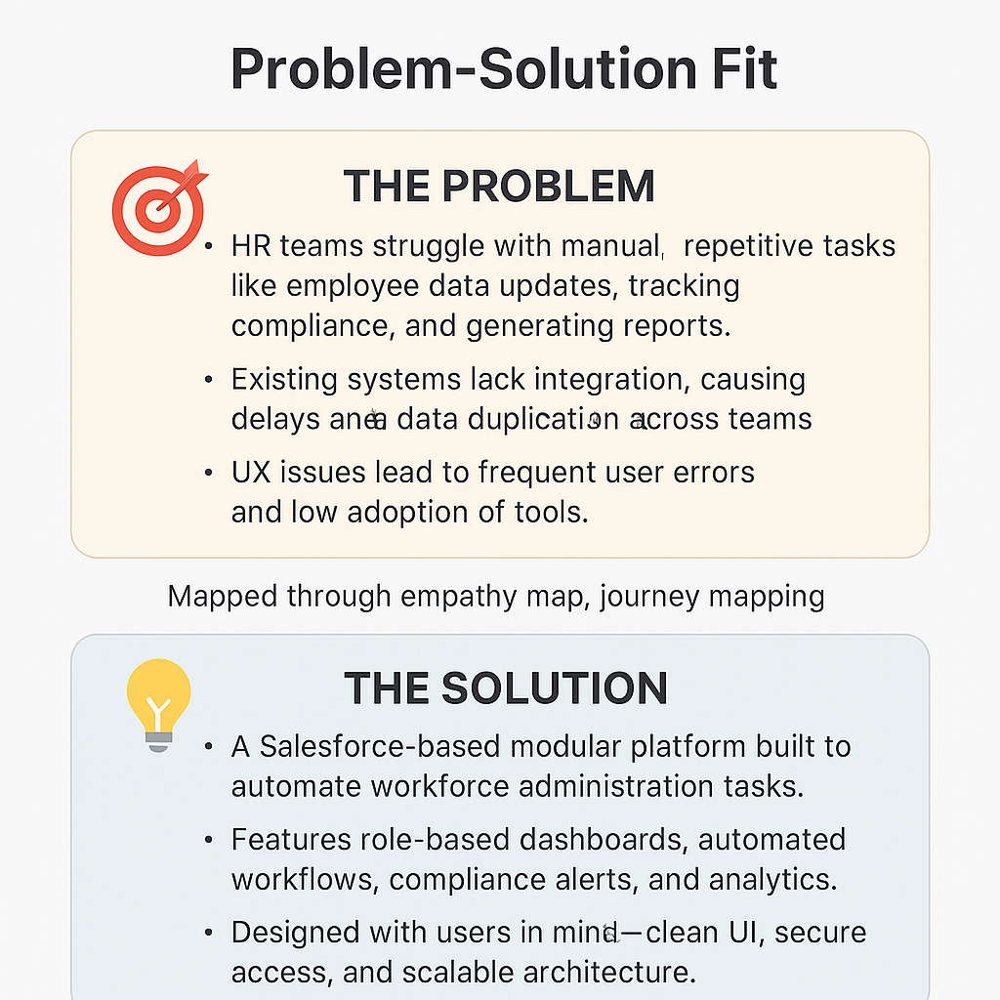 Problem-Solution Fit
THE PROBLEM
• HR teams struggle with manual, repetitive tasks
like employee data updates, tracking
compliance, and generating reports.
• Existing systems lack integration, causing
delays data duplication across teams
• UX issues lead to frequent user errors
and low adoption of tools.
Mapped through empathy map, journey mapping
THE SOLUTION
• A Salesforce-based modular platform built to
automate workforce administration tasks.
• Features role-based dashboards, automated
workflows, compliance alerts, and analytics.
• Designed with users in mind—clean UI, secure
access, and scalable architecture.